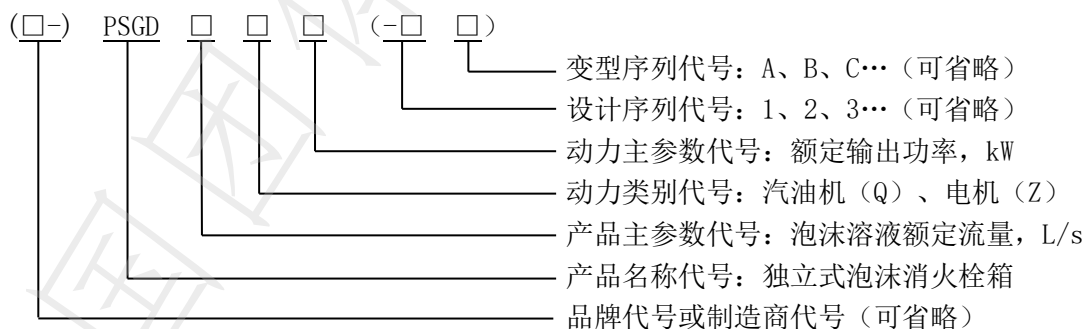 (□-) PSGD □ □ □ (-□ □)
变型序列代号：A、B、C…（可省略）
设计序列代号：1、2、3…（可省略）
动力主参数代号：额定输出功率，kW
动力类别代号：汽油机（Q）、电机（Z）
产品主参数代号：泡沫溶液额定流量，L/s
产品名称代号：独立式泡沫消火栓箱
品牌代号或制造商代号（可省略）